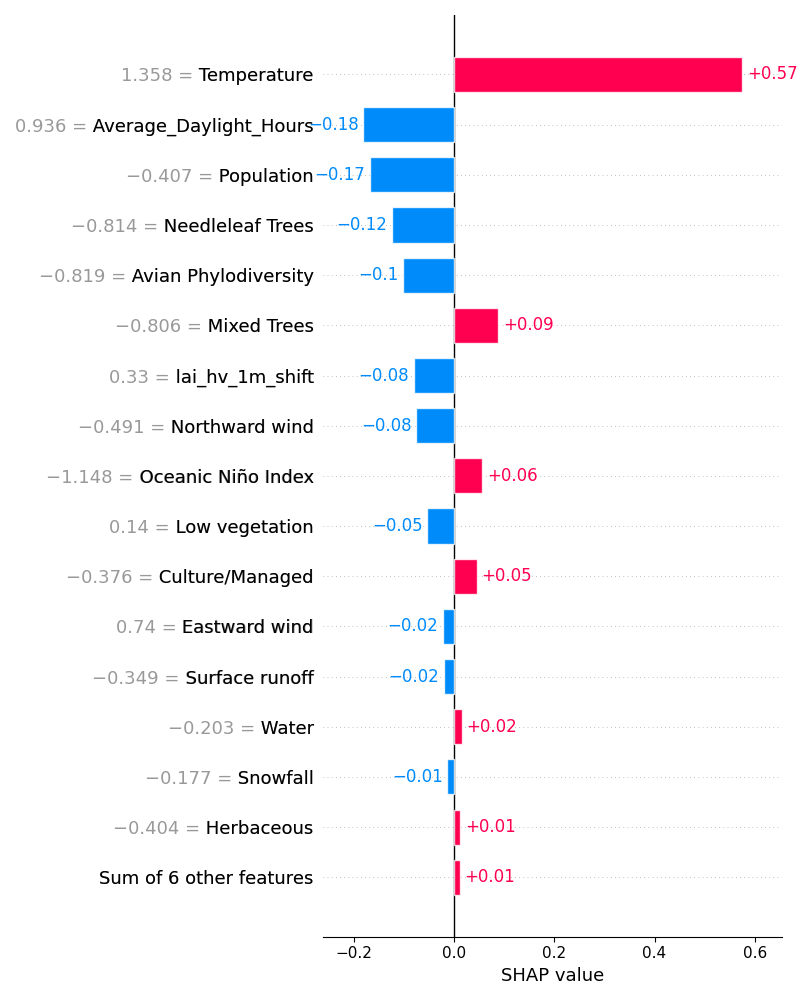 1.358 = Temperature +0.57
0.936 = Average_Daylight_Hours −0.18
−0.407 = Population −0.17
−0.814 = Needleleaf Trees −0.12
−0.819 = Avian Phylodiversity −0.1
−0.806 = Mixed Trees +0.09
0.33 = lai_hv_1m_shift −0.08
−0.491 = Northward wind −0.08
−1.148 = Oceanic Niño Index +0.06
0.14 = Low vegetation −0.05
−0.376 = Culture/Managed +0.05
0.74 = Eastward wind −0.02
−0.349 = Surface runoff −0.02
−0.203 = Water +0.02
−0.177 = Snowfall −0.01
−0.404 = Herbaceous +0.01
Sum of 6 other features +0.01
−0.2 0.0 0.2 0.4 0.6
SHAP value